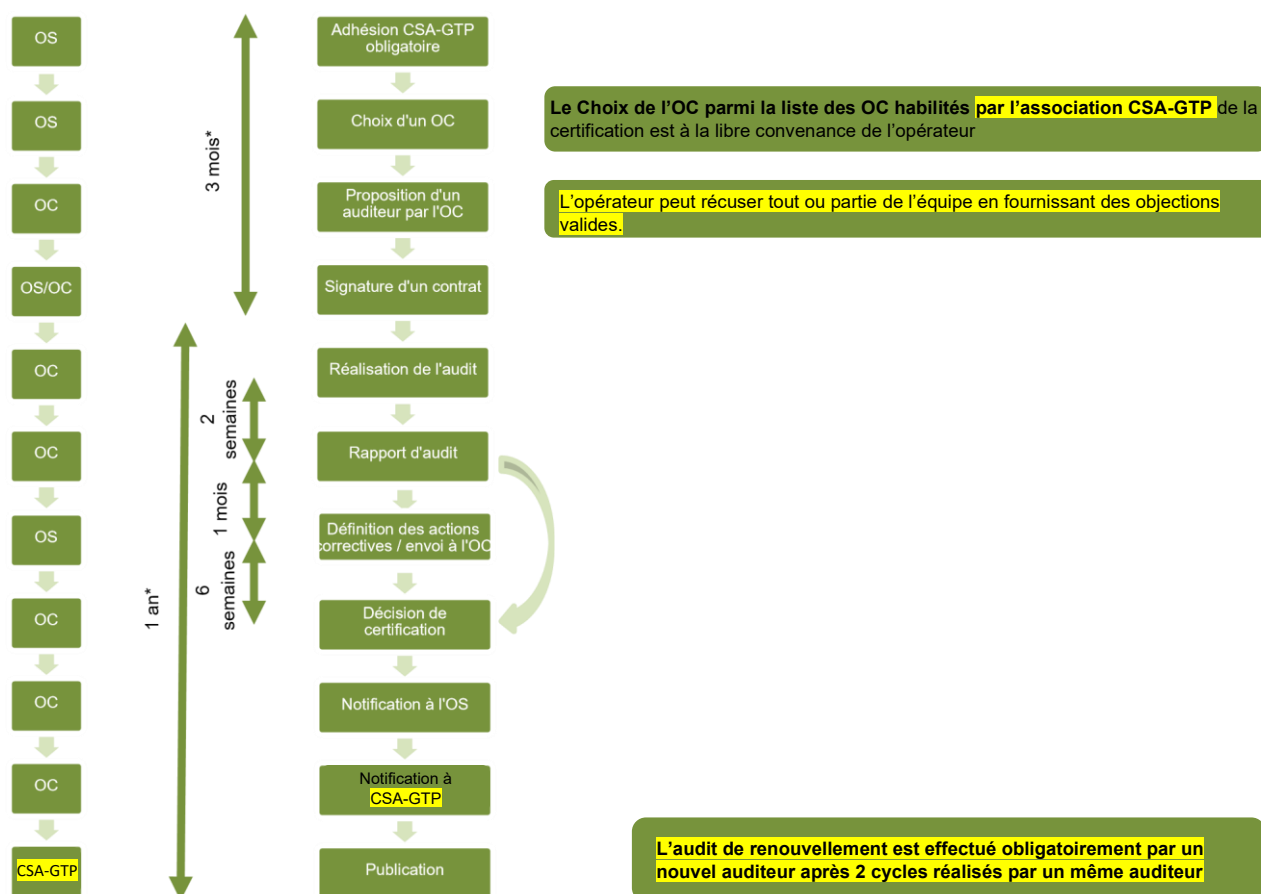 OS
Adhésion CSA-GTP
obligatoire
OS
3 mois*
Choix d'un OC
Le Choix de l'OC parmi la liste des OC habilités par l'association CSA-GTP de la
certification est à la libre convenance de l'opérateur
OC
Proposition d'un
auditeur par l'OC
L'opérateur peut récuser tout ou partie de l'équipe en fournissant des objections
valides.
OS/OC
Signature d'un contrat
OC
Réalisation de l'audit
2
semaines
OC
Rapport d'audit
1 mois
OS
Définition des actions
correctives / envoi à l'OC
1 an*
6
semaines
OC
Décision de
certification
OC
Notification à l'OS
OC
Notification à
CSA-GTP
CSA-GTP
Publication
L'audit de renouvellement est effectué obligatoirement par un
nouvel auditeur après 2 cycles réalisés par un même auditeur